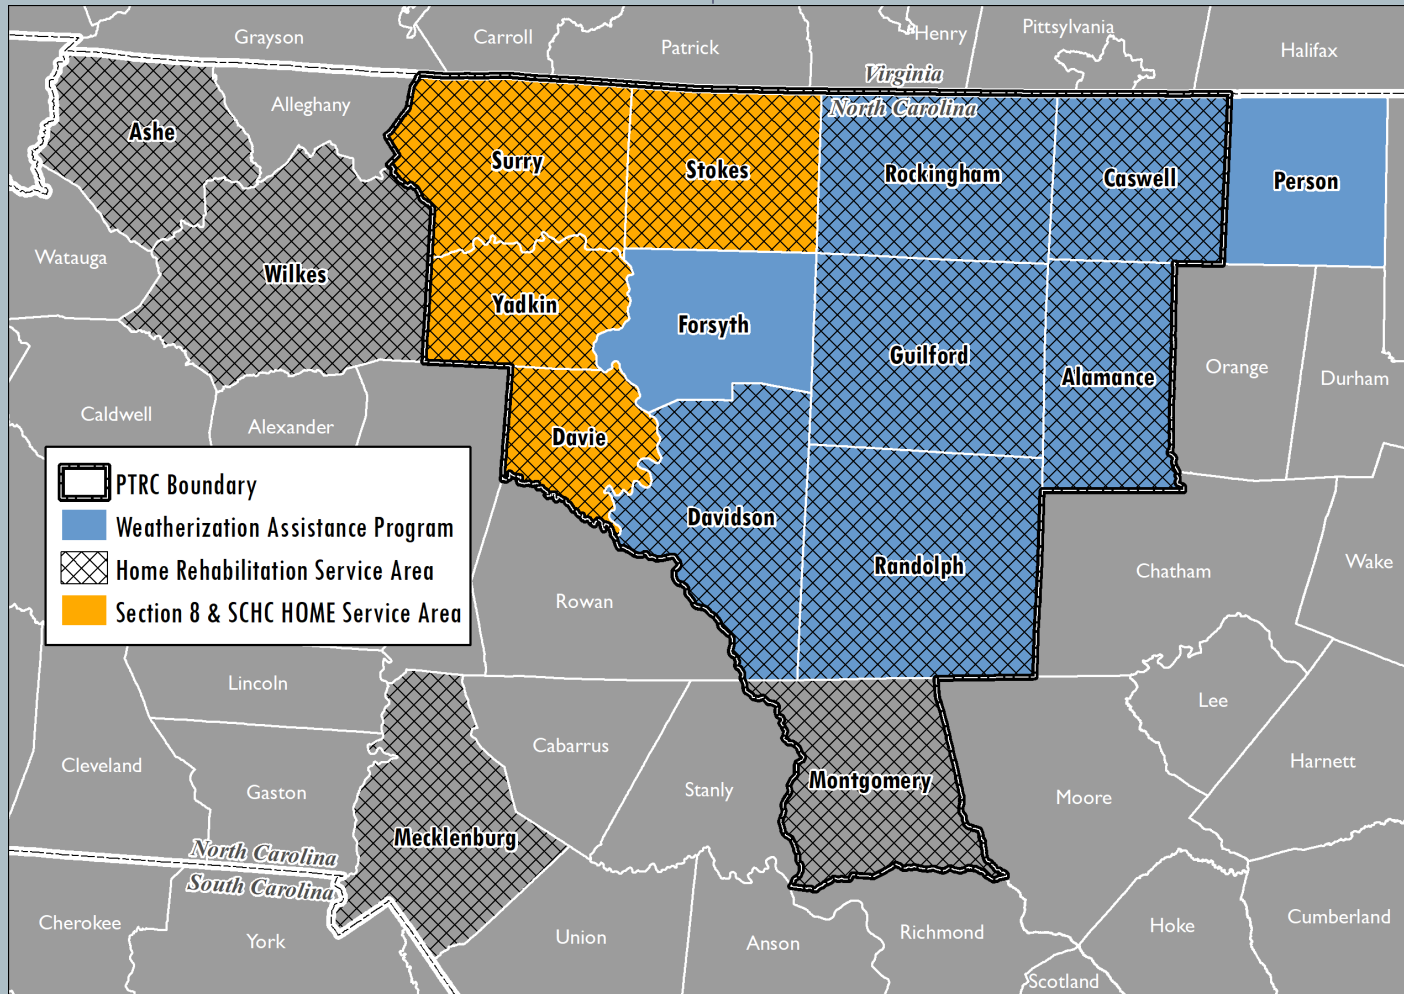 Grayson
Carroll
Patrick
Henry
Pittsylvania
Halifax
Virginia
North Carolina
Alleghany
Ashe
Surry
Stokes
Rockingham
Caswell
Person
Watauga
Wilkes
Yadkin
Forsyth
Guilford
Alamance
Orange
Durham
Caldwell
Alexander
Davie
PTRC Boundary
Weatherization Assistance Program
Home Rehabilitation Service Area
Section 8 & SCHC HOME Service Area
Davidson
Randolph
Chatham
Wake
Rowan
Lincoln
Lee
Cleveland
Gaston
Cabarrus
Stanly
Montgomery
Moore
Harnett
Mecklenburg
North Carolina
South Carolina
Cherokee
York
Union
Anson
Richmond
Hoke
Cumberland
Scotland